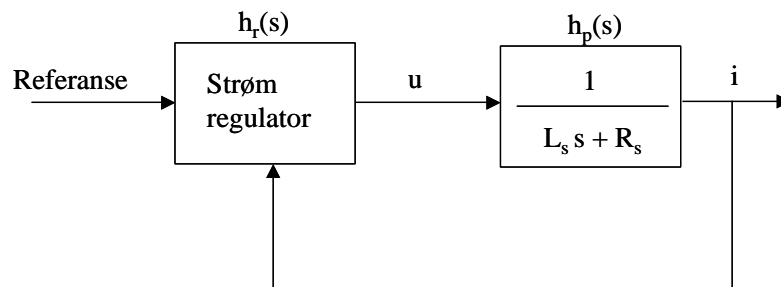 h_r(s)
h_p(s)
Referanse
Strøm
regulator
u
1
L_s s + R_s
i